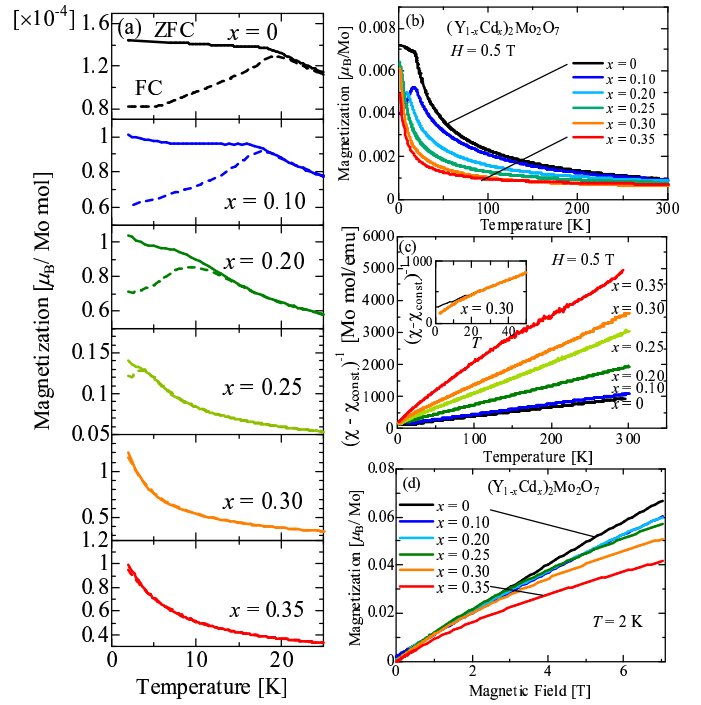 [×10⁻⁴]
(a)
ZFC
x = 0
1.6
1.2
FC
0.8
1
x = 0.10
0.8
0.6
1
x = 0.20
0.8
0.6
0.15
x = 0.25
0.1
0.05
1
x = 0.30
0.5
1.2
1
0.8
x = 0.35
0.6
0.4
0
10
20
Temperature [K]
Magnetization [μB/ Mo mol]
(b)
(Y1-xCdx)2Mo2O7
H = 0.5 T
x = 0
x = 0.10
x = 0.20
x = 0.25
x = 0.30
x = 0.35
0.008
0.006
0.004
0.002
0
0
100
200
300
Temperature [K]
Magnetization [μB/Mo]
(c)
H = 0.5 T
6000
5000
4000
3000
2000
1000
0
100
200
300
Temperature [K]
(χ - χconst.)⁻¹ [Mo mol/emu]
x = 0.35
x = 0.30
x = 0.25
x = 0.20
x = 0.10
x = 0
1000
0
0
20
40
T
x = 0.30
(χ-χconst.)⁻¹
(d)
(Y1-xCdx)2Mo2O7
x = 0
x = 0.10
x = 0.20
x = 0.25
x = 0.30
x = 0.35
T = 2 K
0.08
0.06
0.04
0.02
0
0
2
4
6
Magnetic Field [T]
Magnetization [μB/ Mo]